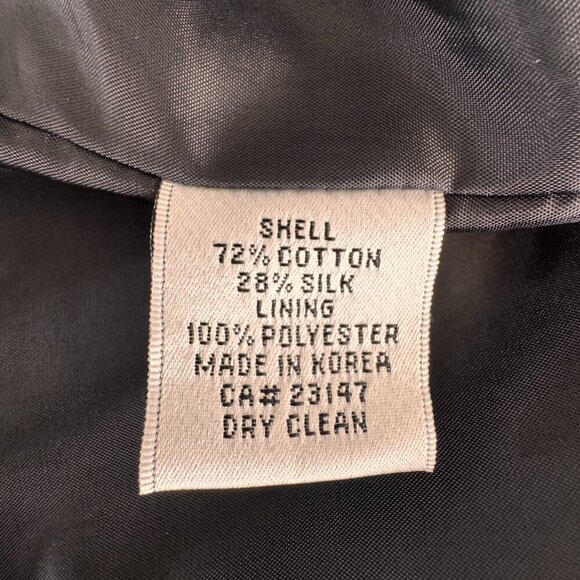 SHELL
72% COTTON
28% SILK
LINING
100% POLYESTER
MADE IN KOREA
CA# 23147
DRY CLEAN